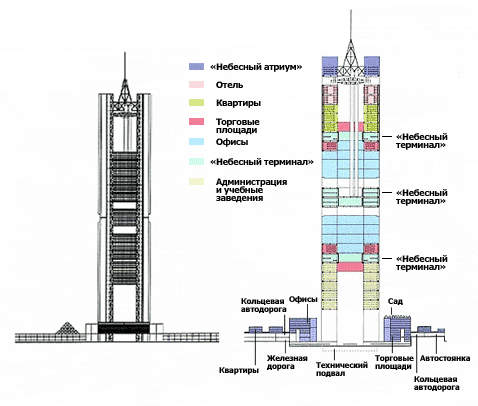 «Небесный атриум»
Отель
Квартиры
Торговые
площади
Офисы
«Небесный терминал»
Администрация
и учебные
заведения
«Небесный
терминал»
«Небесный
терминал»
«Небесный
терминал»
Кольцевая
автодорога
Офисы
Сад
Квартиры
Железная
дорога
Технический
подвал
Торговые
площади
Автостоянка
Кольцевая
автодорога